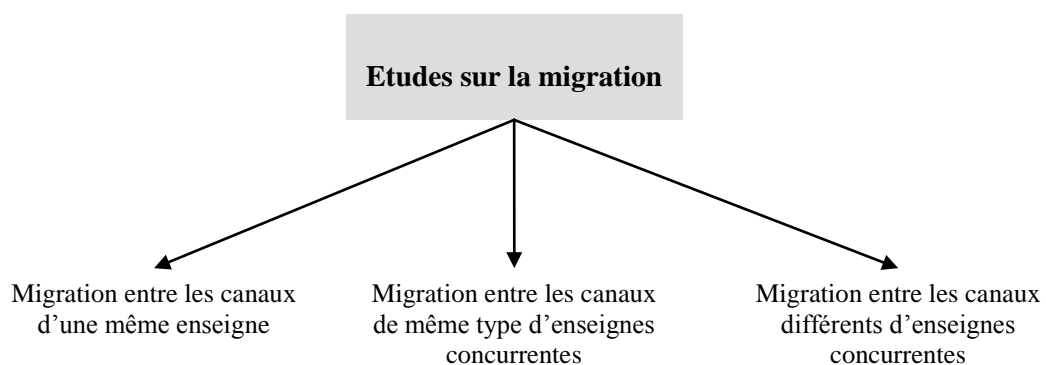 Etudes sur la migration
Migration entre les canaux
d’une même enseigne
Migration entre les canaux
de même type d’enseignes
concurrentes
Migration entre les canaux
différents d’enseignes
concurrentes